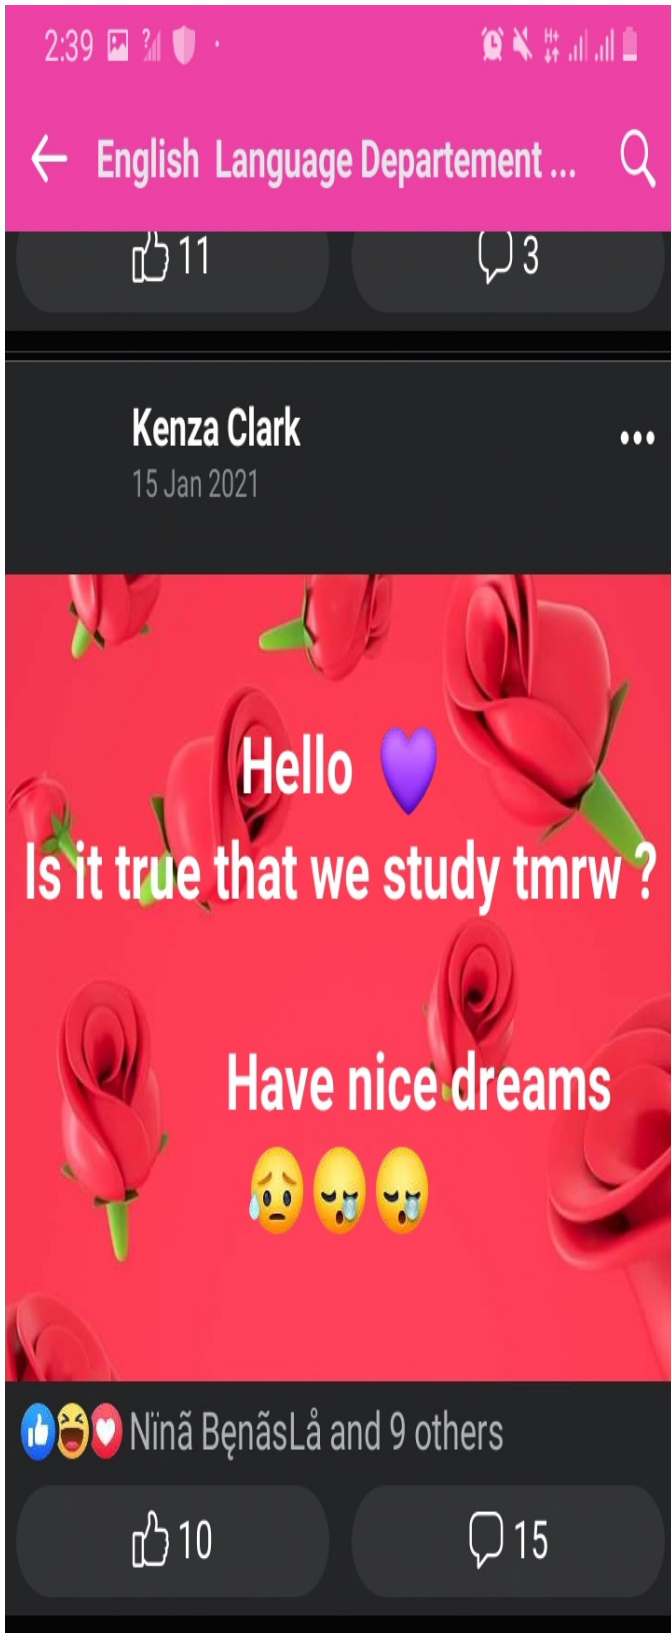 2:39
H+
English Language Departement ...
11
3
Kenza Clark
15 Jan 2021
Hello
Is it true that we study tmrw ?
Have nice dreams
Nïnã BęnãsLå and 9 others
10
15